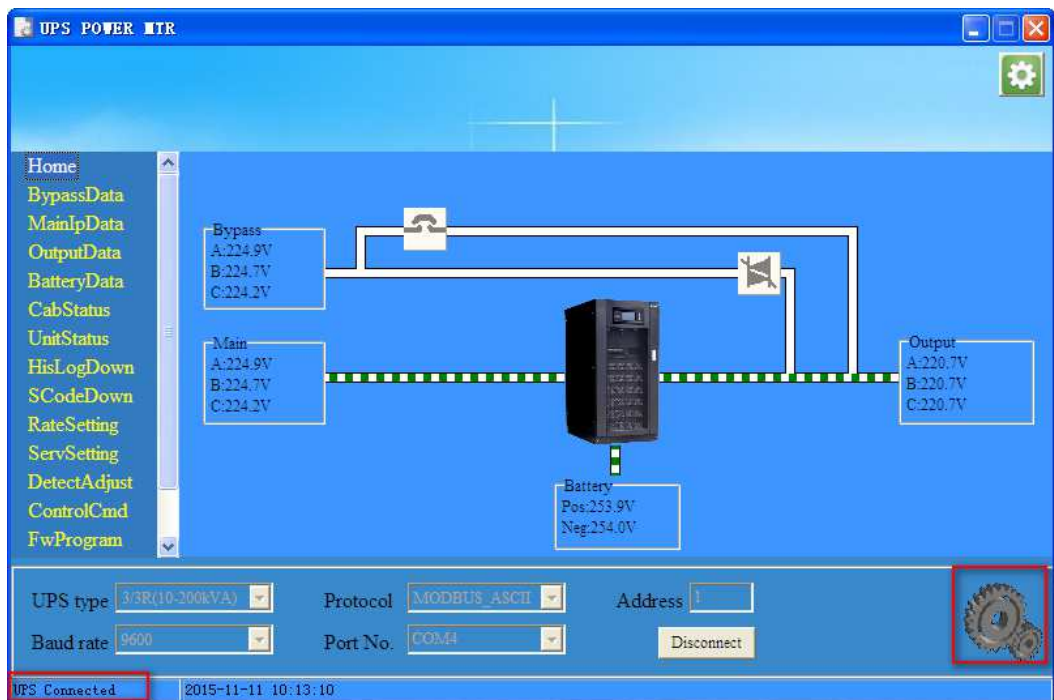 UPS POWER MTR
Home
BypassData
MainIpData
OutputData
BatteryData
CabStatus
UnitStatus
HisLogDown
SCodeDown
RateSetting
ServSetting
DetectAdjust
ControlCmd
FwProgram
Bypass
A:224.9V
B:224.7V
C:224.2V
Main
A:224.9V
B:224.7V
C:224.2V
Output
A:220.7V
B:220.7V
C:220.7V
Battery
Pos:253.9V
Neg:254.0V
UPS type 3/3R(10-200kVA) Protocol MODBUS_ASCII Address 1
Baud rate 9600 Port No. COM4 Disconnect
UPS Connected 2015-11-11 10:13:10